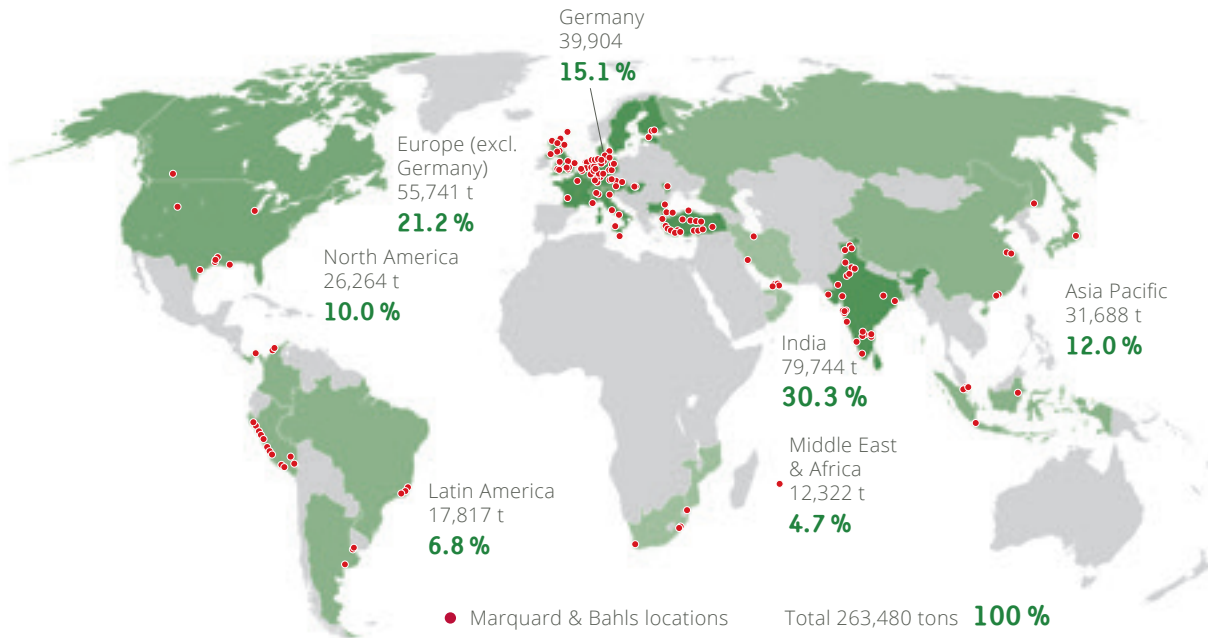 Germany
39,904
15.1 %
Europe (excl.
Germany)
55,741 t
21.2 %
North America
26,264 t
10.0 %
Asia Pacific
31,688 t
12.0 %
India
79,744 t
30.3 %
Middle East
& Africa
12,322 t
4.7 %
Latin America
17,817 t
6.8 %
Marquard & Bahls locations
Total 263,480 tons 100 %